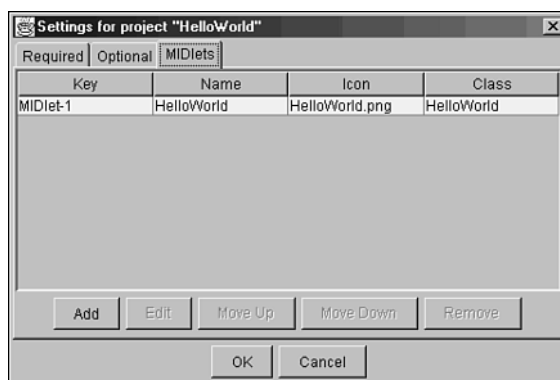 Settings for project "HelloWorld"
Required Optional MIDlets
Key Name Icon Class
MIDlet-1 HelloWorld HelloWorld.png HelloWorld
Add Edit Move Up Move Down Remove
OK Cancel